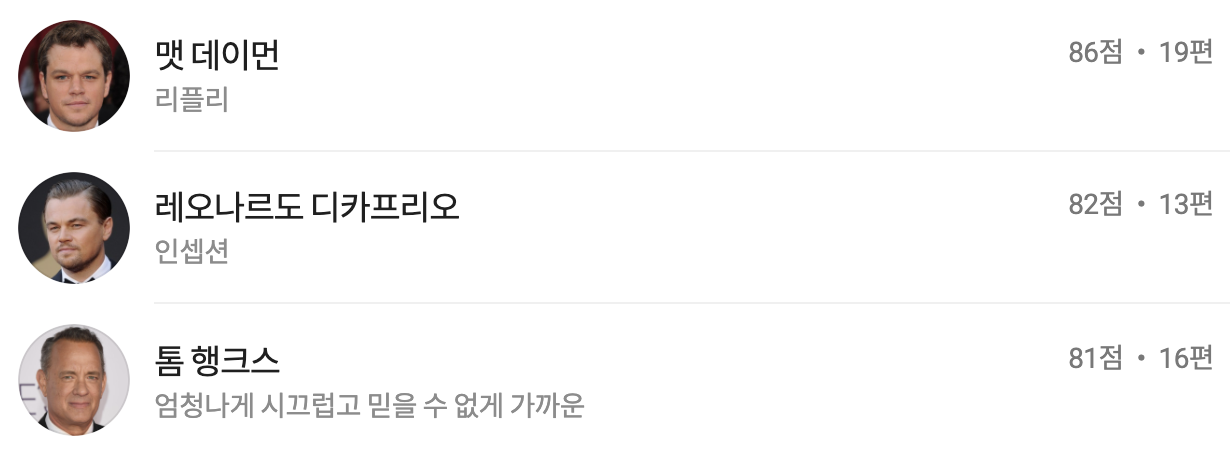 맷 데이먼
86점 • 19편
리플리
레오나르도 디카프리오
82점 • 13편
인셉션
톰 행크스
81점 • 16편
엄청나게 시끄럽고 믿을 수 없게 가까운